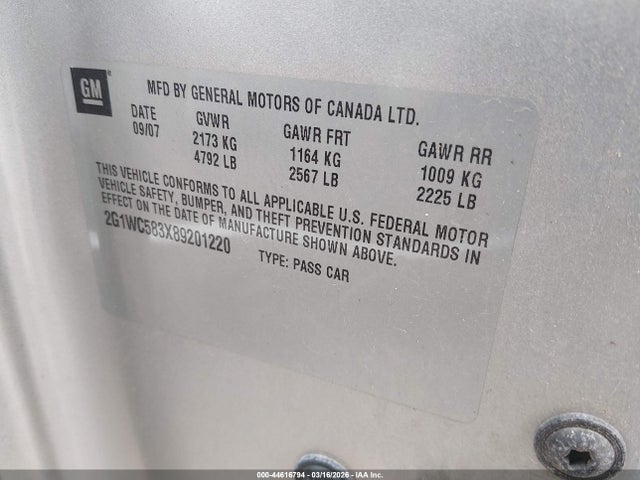 GM
MFD BY GENERAL MOTORS OF CANADA LTD.
DATE GVWR GAWR FRT GAWR RR
09/07 2173 KG 1164 KG 1009 KG
4792 LB 2567 LB 2225 LB
THIS VEHICLE CONFORMS TO ALL APPLICABLE U.S. FEDERAL MOTOR
VEHICLE SAFETY, BUMPER, AND THEFT PREVENTION STANDARDS IN
EFFECT ON THE DATE OF MANUFACTURE SHOWN ABOVE.
2G1WC583X89201220 TYPE: PASS CAR
000-44616794 | 03/16/2026 - IAA Inc.